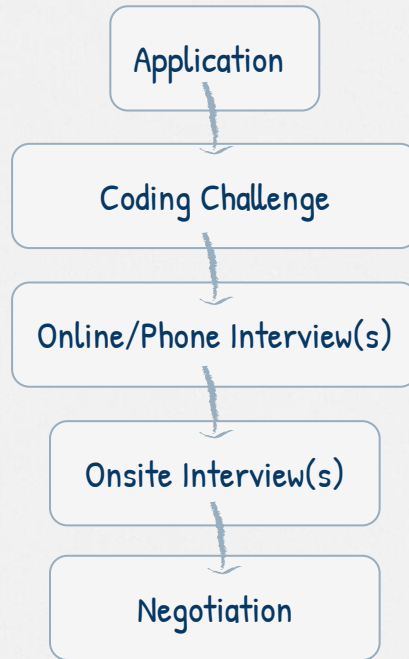 Application
Coding Challenge
Online/Phone Interview(s)
Onsite Interview(s)
Negotiation